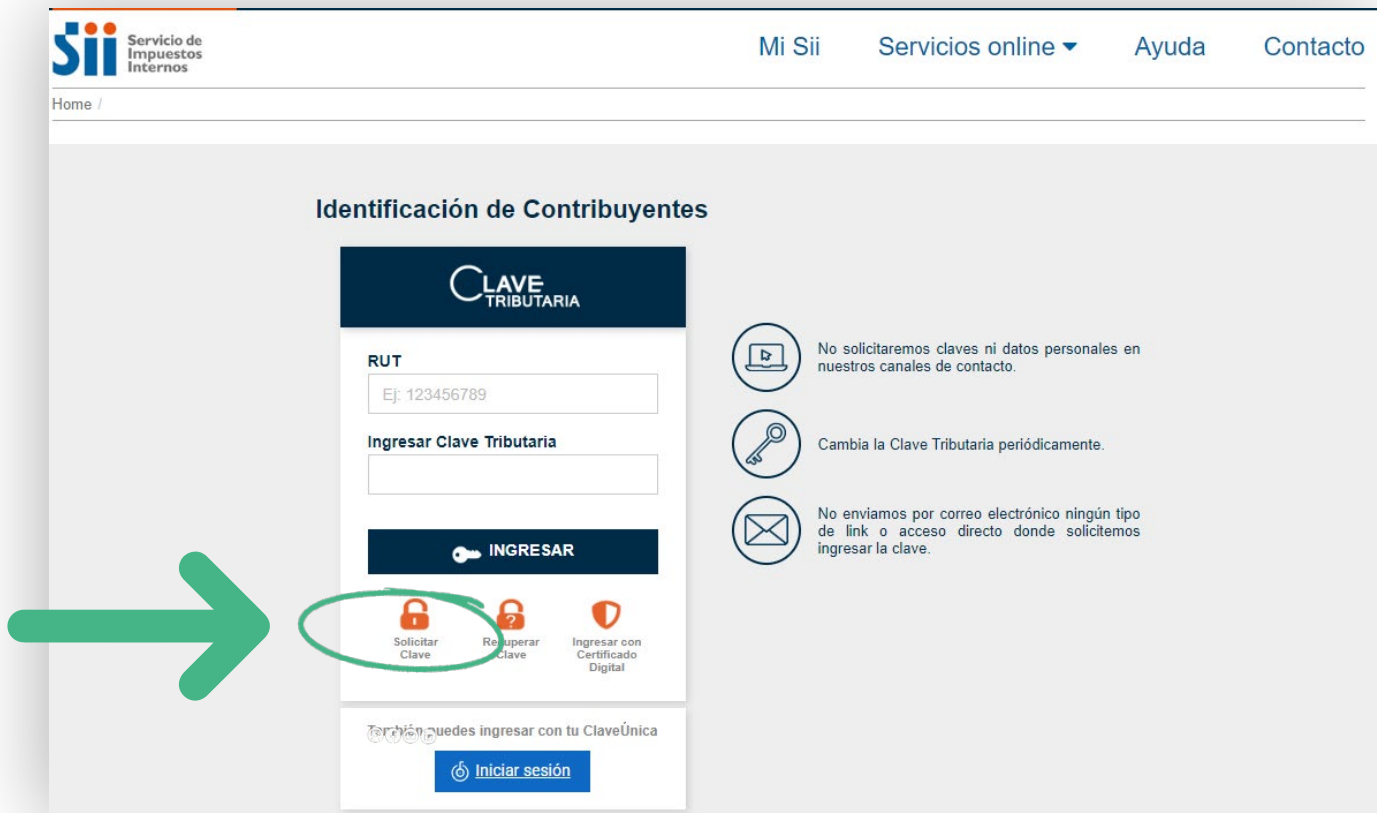 Sii Servicio de
Impuestos
Internos
Mi Sii Servicios online Ayuda Contacto
Home /
Identificación de Contribuyentes
CLAVE
TRIBUTARIA
RUT
Ej: 123456789
Ingresar Clave Tributaria
INGRESAR
Solicitar
Clave
Recuperar
Clave
Ingresar con
Certificado
Digital
También puedes ingresar con tu ClaveÚnica
Iniciar sesión
No solicitaremos claves ni datos personales en
nuestros canales de contacto.
Cambia la Clave Tributaria periódicamente.
No enviamos por correo electrónico ningún tipo
de link o acceso directo donde solicitemos
ingresar la clave.